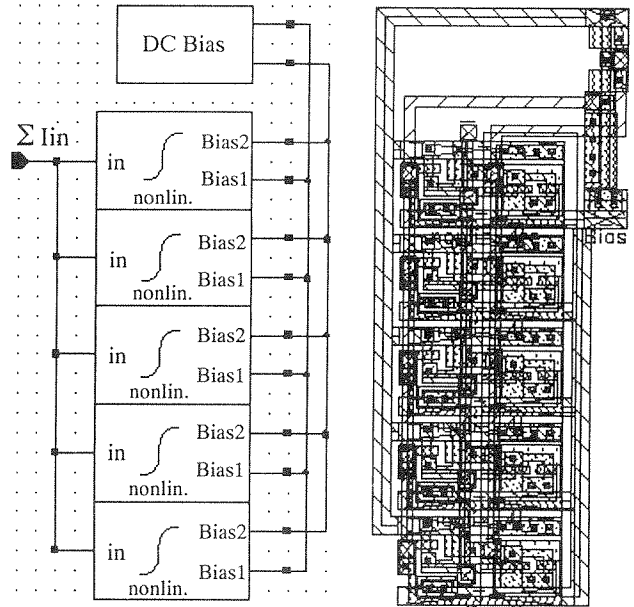 DC Bias
Σ Iin
in
Bias2
Bias1
nonlin.
in
Bias2
Bias1
nonlin.
in
Bias2
Bias1
nonlin.
in
Bias2
Bias1
nonlin.
in
Bias2
Bias1
nonlin.
Bias